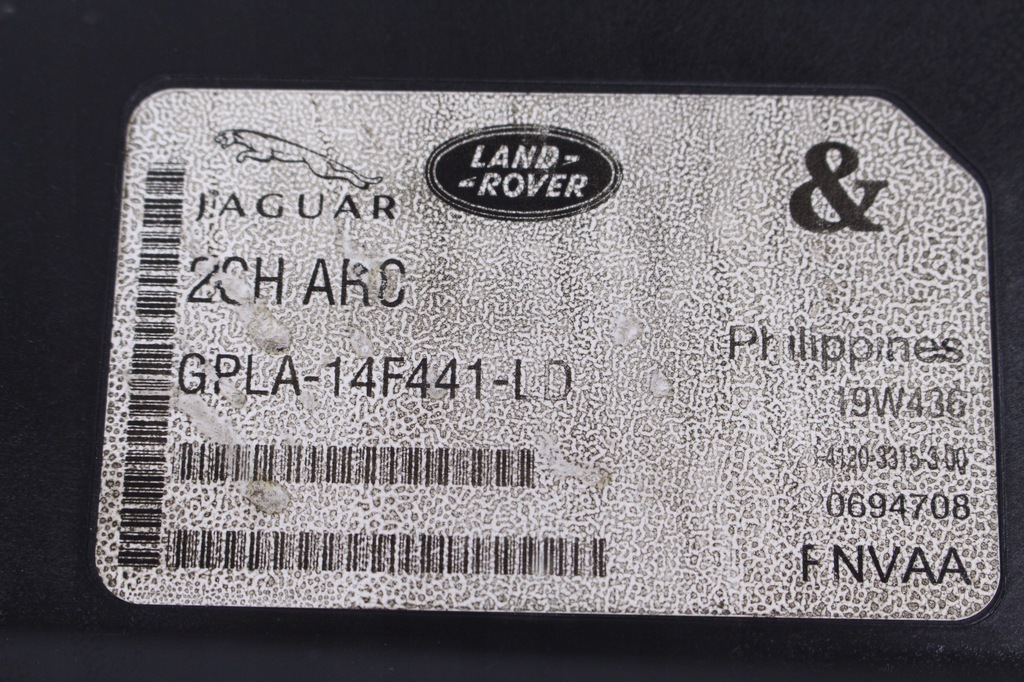 JAGUAR
LAND-
-ROVER
&
2CH ARC
GPLA-14F441-LD
Philippines
19W436
0694708
FNVAA